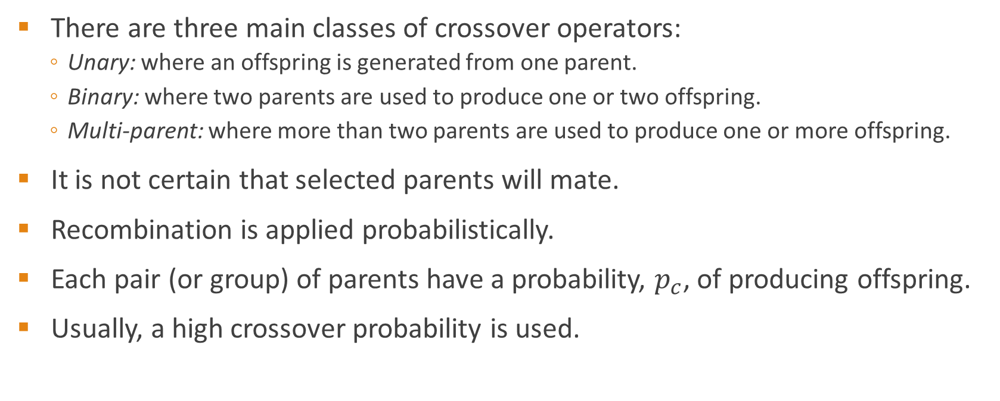 ▪ There are three main classes of crossover operators:
◦ Unary: where an offspring is generated from one parent.
◦ Binary: where two parents are used to produce one or two offspring.
◦ Multi-parent: where more than two parents are used to produce one or more offspring.
▪ It is not certain that selected parents will mate.
▪ Recombination is applied probabilistically.
▪ Each pair (or group) of parents have a probability, $p_c$, of producing offspring.
▪ Usually, a high crossover probability is used.